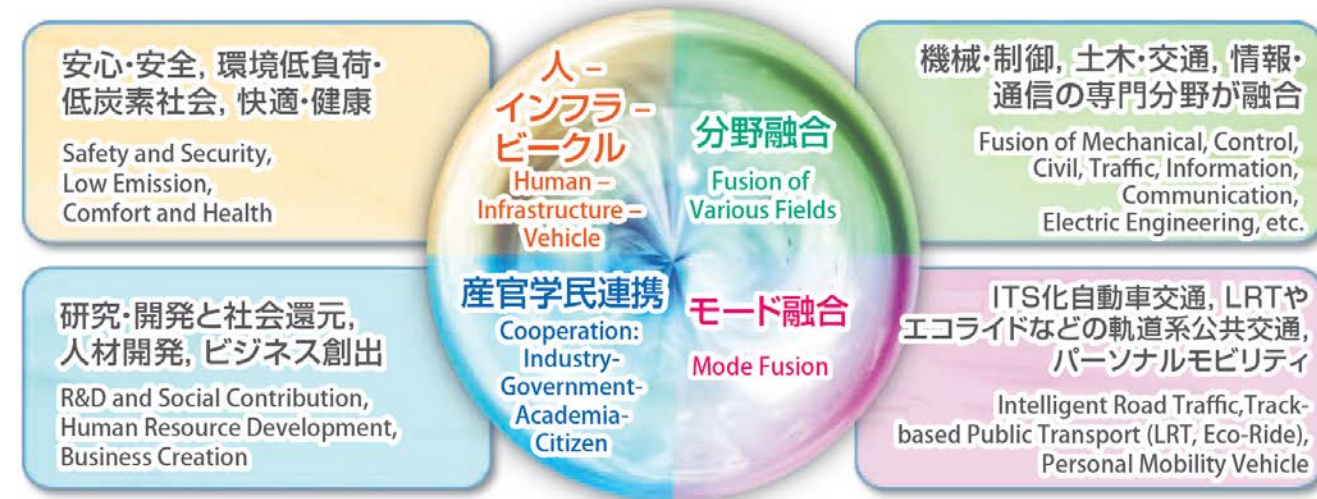 安心・安全, 環境低負荷・
低炭素社会, 快適・健康
Safety and Security,
Low Emission,
Comfort and Health
人 –
インフラ –
ビークル
Human –
Infrastructure –
Vehicle
分野融合
Fusion of
Various Fields
機械・制御, 土木・交通, 情報・
通信の専門分野が融合
Fusion of Mechanical, Control,
Civil, Traffic, Information,
Communication,
Electric Engineering, etc.
研究・開発と社会還元,
人材開発, ビジネス創出
R&D and Social Contribution,
Human Resource Development,
Business Creation
産官学民連携
Cooperation:
Industry-
Government-
Academia-
Citizen
モード融合
Mode Fusion
ITS化自動車交通, LRTや
エコライドなどの軌道系公共交通,
パーソナルモビリティ
Intelligent Road Traffic,Track-
based Public Transport (LRT, Eco-Ride),
Personal Mobility Vehicle